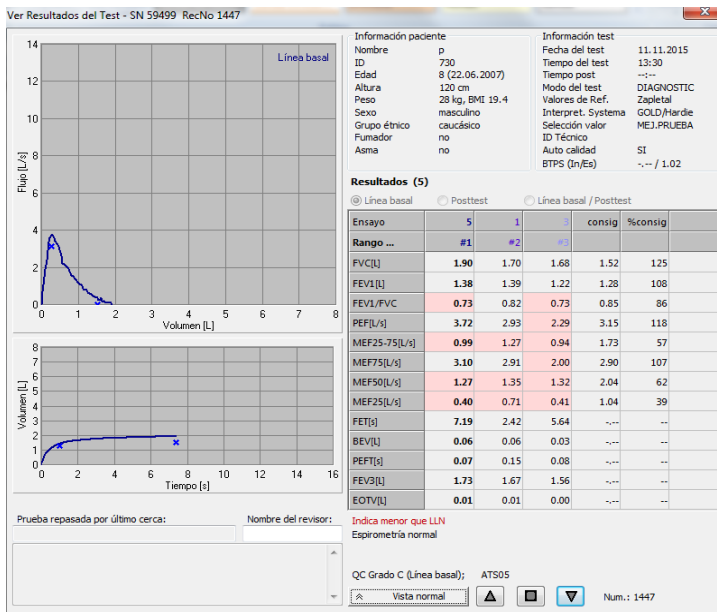 Ver Resultados del Test - SN 59499 RecNo 1447
Línea basal
Flujo [L/s]
14
12
10
8
6
4
2
0
0 1 2 3 4 5 6 7 8
Volumen [L]
Volumen [L]
8
7
6
5
4
3
2
1
0
0 2 4 6 8 10 12 14 16
Tiempo [s]
Prueba repasada por último cerca:
Nombre del revisor:
Información paciente
Nombre p
ID 730
Edad 8 (22.06.2007)
Altura 120 cm
Peso 28 kg, BMI 19.4
Sexo masculino
Grupo étnico caucásico
Fumador no
Asma no
Información test
Fecha del test 11.11.2015
Tiempo del test 13:30
Tiempo post --:--
Modo del test DIAGNOSTIC
Valores de Ref. Zapletal
Interpret. Systema GOLD/Hardie
Selección valor MEJ.PRUEBA
ID Técnico
Auto calidad SI
BTPS (In/Es) -.-- / 1.02
Resultados (5)
Línea basal Posttest Línea basal / Posttest
Ensayo 5 1 3 consig %consig
Rango ... #1 #2 #3
FVC[L] 1.90 1.70 1.68 1.52 125
FEV1[L] 1.38 1.39 1.22 1.28 108
FEV1/FVC 0.73 0.82 0.73 0.85 86
PEF[L/s] 3.72 2.93 2.29 3.15 118
MEF25-75[L/s] 0.99 1.27 0.94 1.73 57
MEF75[L/s] 3.10 2.91 2.00 2.90 107
MEF50[L/s] 1.27 1.35 1.32 2.04 62
MEF25[L/s] 0.40 0.71 0.41 1.04 39
FET[s] 7.19 2.42 5.64 -.-- --
BEV[L] 0.06 0.06 0.03 -.-- --
PEFT[s] 0.07 0.15 0.08 -.-- --
FEV3[L] 1.73 1.67 1.56 -.-- --
EOTV[L] 0.01 0.01 0.00 -.-- --
Indica menor que LLN
Espirometría normal
QC Grado C (Línea basal); ATS05
Vista normal
Num.: 1447